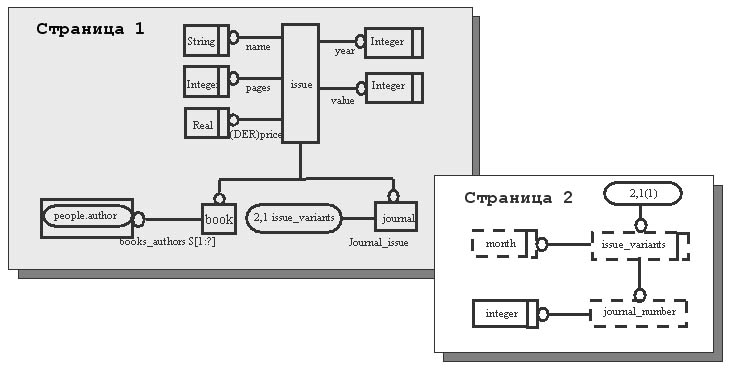 Страница 1
String
name
Integer
pages
Real
(DER)price
issue
year
Integer
value
Integer
people.author
books_authors S[1:?]
book
2,1 issue_variants
journal
Journal_issue
Страница 2
2,1(1)
month
issue_variants
integer
journal_number